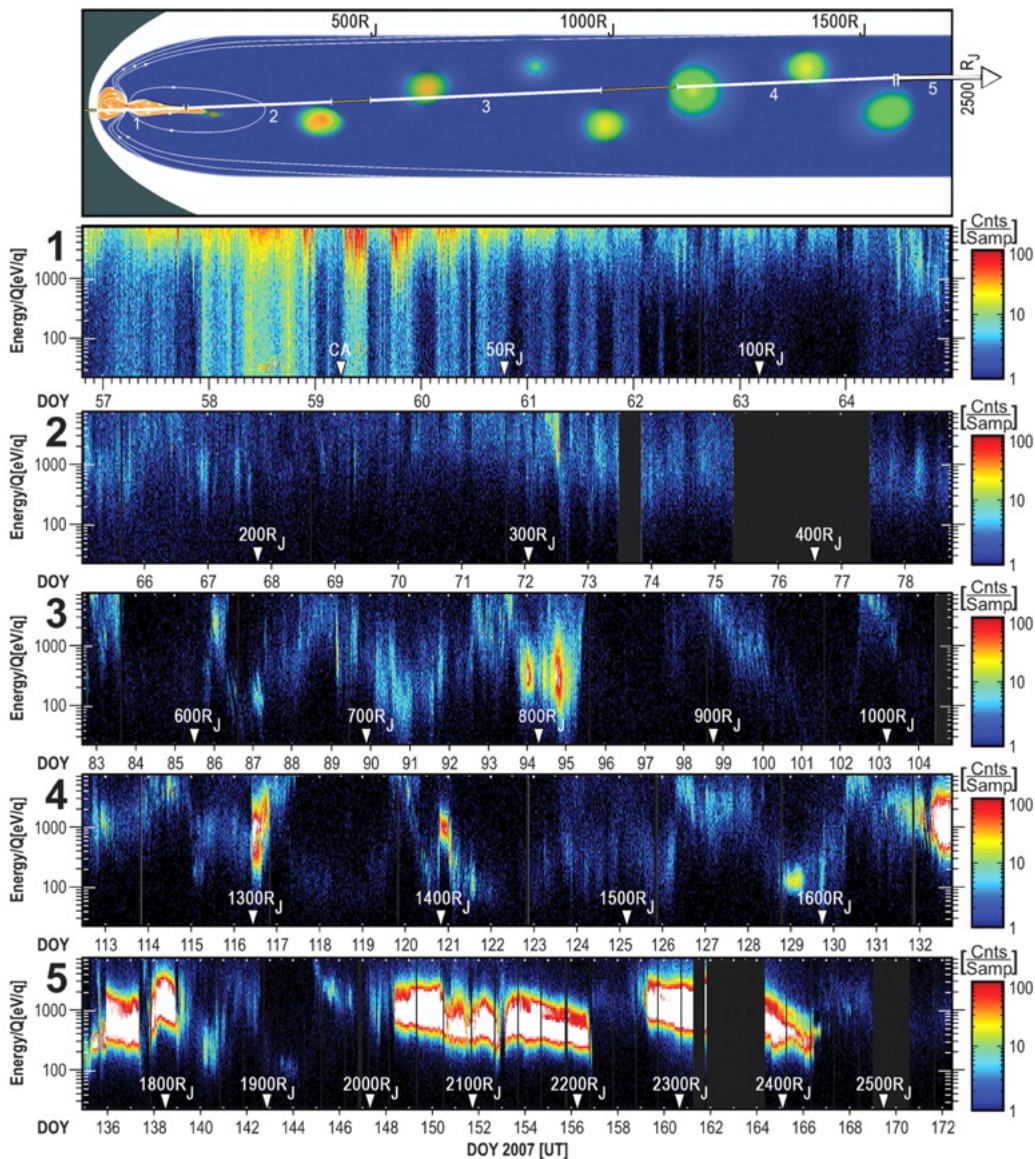 500RJ 1000RJ 1500RJ
1 2 3 4 5
2500 RJ
1
Energy/Q[eV/q]
1000
100
CA 50RJ 100RJ
[Cnts/Samp]
100
10
1
DOY 57 58 59 60 61 62 63 64
2
Energy/Q[eV/q]
1000
100
200RJ 300RJ 400RJ
[Cnts/Samp]
100
10
1
DOY 66 67 68 69 70 71 72 73 74 75 76 77 78
3
Energy/Q[eV/q]
1000
100
600RJ 700RJ 800RJ 900RJ 1000RJ
[Cnts/Samp]
100
10
1
DOY 83 84 85 86 87 88 89 90 91 92 93 94 95 96 97 98 99 100 101 102 103 104
4
Energy/Q[eV/q]
1000
100
1300RJ 1400RJ 1500RJ 1600RJ
[Cnts/Samp]
100
10
1
DOY 113 114 115 116 117 118 119 120 121 122 123 124 125 126 127 128 129 130 131 132
5
Energy/Q[eV/q]
1000
100
1800RJ 1900RJ 2000RJ 2100RJ 2200RJ 2300RJ 2400RJ 2500RJ
[Cnts/Samp]
100
10
1
DOY 136 138 140 142 144 146 148 150 152 154 156 158 160 162 164 166 168 170 172
DOY 2007 [UT]